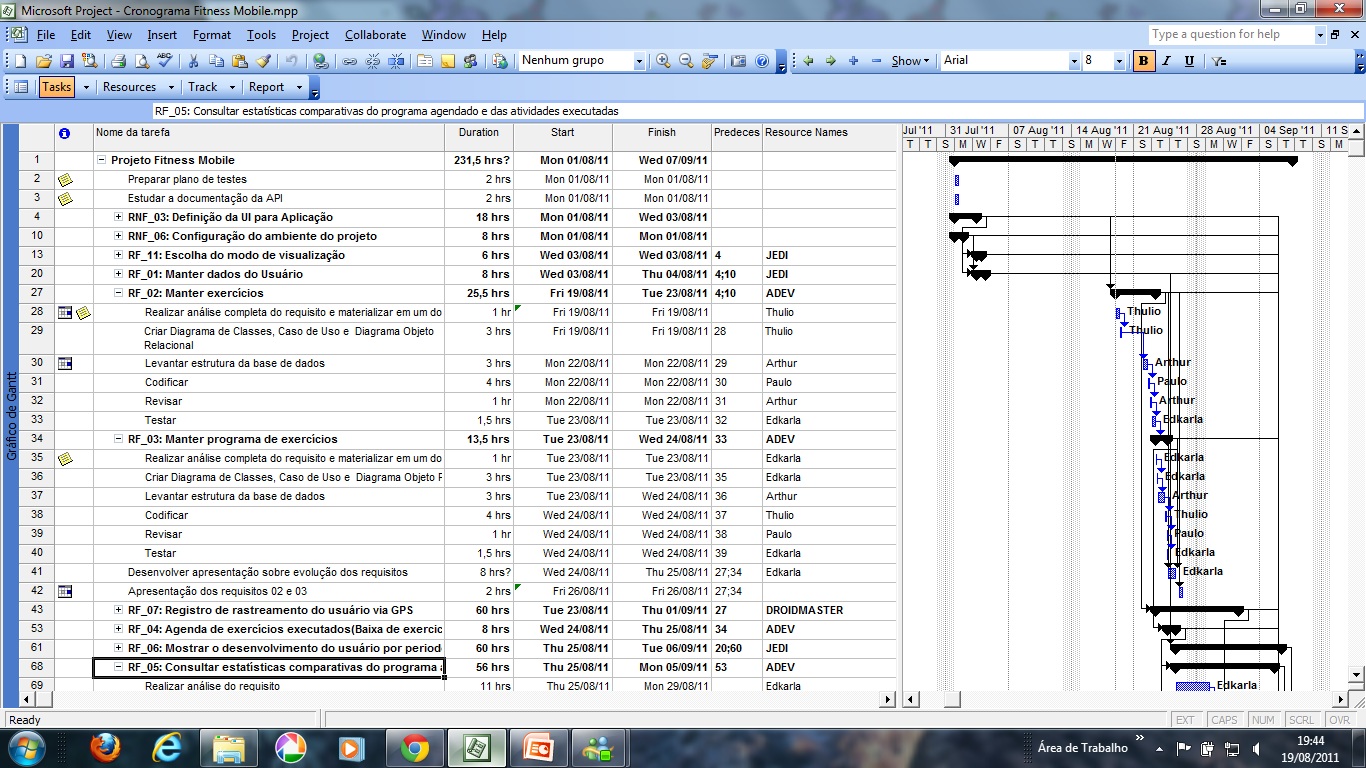 Microsoft Project - Cronograma Fitness Mobile.mpp
File Edit View Insert Format Tools Project Collaborate Window Help Type a question for help
Nenhum grupo Show Arial 8 B I U
Tasks Resources Track Report
RF_05: Consultar estatísticas comparativas do programa agendado e das atividades executadas
Nome da tarefa Duration Start Finish Predeces Resource Names Jul '11 31 Jul '11 07 Aug '11 14 Aug '11 21 Aug '11 28 Aug '11 04 Sep '11 11 S
T T S M W F S T T S M W F S T T S M
1 Projeto Fitness Mobile 231,5 hrs? Mon 01/08/11 Wed 07/09/11
2 Preparar plano de testes 2 hrs Mon 01/08/11 Mon 01/08/11
3 Estudar a documentação da API 2 hrs Mon 01/08/11 Mon 01/08/11
4 RNF_03: Definição da UI para Aplicação 18 hrs Mon 01/08/11 Wed 03/08/11
10 RNF_06: Configuração do ambiente do projeto 8 hrs Mon 01/08/11 Mon 01/08/11
13 RF_11: Escolha do modo de visualização 6 hrs Wed 03/08/11 Wed 03/08/11 4 JEDI
20 RF_01: Manter dados do Usuário 8 hrs Wed 03/08/11 Thu 04/08/11 4;10 JEDI
27 RF_02: Manter exercícios 25,5 hrs Fri 19/08/11 Tue 23/08/11 4;10 ADEV
28 Realizar análise completa do requisito e materializar em um do 1 hr Fri 19/08/11 Fri 19/08/11 Thulio Thulio
29 Criar Diagrama de Classes, Caso de Uso e Diagrama Objeto 3 hrs Fri 19/08/11 Fri 19/08/11 28 Thulio Thulio
Relacional
30 Levantar estrutura da base de dados 3 hrs Mon 22/08/11 Mon 22/08/11 29 Arthur Arthur
31 Codificar 4 hrs Mon 22/08/11 Mon 22/08/11 30 Paulo Paulo
32 Revisar 1 hr Mon 22/08/11 Mon 22/08/11 31 Arthur Arthur
33 Testar 1,5 hrs Tue 23/08/11 Tue 23/08/11 32 Edkarla Edkarla
34 RF_03: Manter programa de exercícios 13,5 hrs Tue 23/08/11 Wed 24/08/11 33 ADEV
35 Realizar análise completa do requisito e materializar em um do 1 hr Tue 23/08/11 Tue 23/08/11 Edkarla Edkarla
36 Criar Diagrama de Classes, Caso de Uso e Diagrama Objeto F 3 hrs Tue 23/08/11 Tue 23/08/11 35 Edkarla Edkarla
37 Levantar estrutura da base de dados 3 hrs Tue 23/08/11 Wed 24/08/11 36 Arthur Arthur
38 Codificar 4 hrs Wed 24/08/11 Wed 24/08/11 37 Thulio Thulio
39 Revisar 1 hr Wed 24/08/11 Wed 24/08/11 38 Paulo Paulo
40 Testar 1,5 hrs Wed 24/08/11 Wed 24/08/11 39 Edkarla Edkarla
41 Desenvolver apresentação sobre evolução dos requisitos 8 hrs? Wed 24/08/11 Thu 25/08/11 27;34 Edkarla Edkarla
42 Apresentação dos requisitos 02 e 03 2 hrs Fri 26/08/11 Fri 26/08/11 27;34
43 RF_07: Registro de rastreamento do usuário via GPS 60 hrs Tue 23/08/11 Thu 01/09/11 27 DROIDMASTER
53 RF_04: Agenda de exercícios executados(Baixa de exercic 8 hrs Wed 24/08/11 Thu 25/08/11 34 ADEV
61 RF_06: Mostrar o desenvolvimento do usuário por period 60 hrs Thu 25/08/11 Tue 06/09/11 20;60 JEDI
68 RF_05: Consultar estatísticas comparativas do programa a 56 hrs Thu 25/08/11 Mon 05/09/11 53 ADEV
69 Realizar análise do requisito 11 hrs Thu 25/08/11 Mon 29/08/11 Edkarla Edkarla
Gráfico de Gantt
Ready EXT CAPS NUM SCRL OVR
Área de Trabalho 19:44
19/08/2011